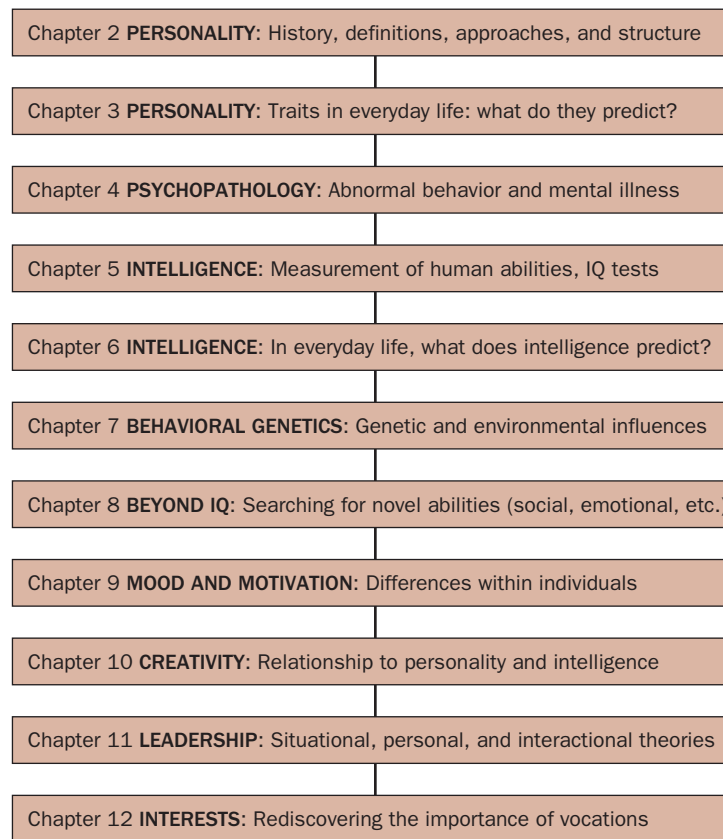 Chapter 2 PERSONALITY: History, definitions, approaches, and structure
Chapter 3 PERSONALITY: Traits in everyday life: what do they predict?
Chapter 4 PSYCHOPATHOLOGY: Abnormal behavior and mental illness
Chapter 5 INTELLIGENCE: Measurement of human abilities, IQ tests
Chapter 6 INTELLIGENCE: In everyday life, what does intelligence predict?
Chapter 7 BEHAVIORAL GENETICS: Genetic and environmental influences
Chapter 8 BEYOND IQ: Searching for novel abilities (social, emotional, etc.)
Chapter 9 MOOD AND MOTIVATION: Differences within individuals
Chapter 10 CREATIVITY: Relationship to personality and intelligence
Chapter 11 LEADERSHIP: Situational, personal, and interactional theories
Chapter 12 INTERESTS: Rediscovering the importance of vocations